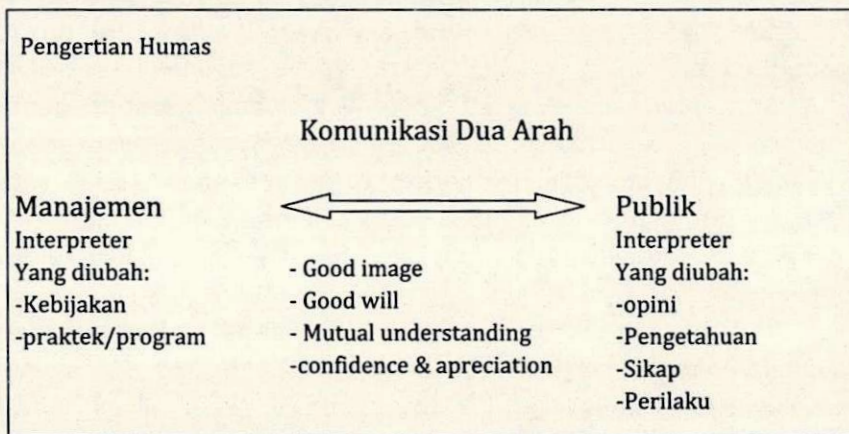 Pengertian Humas
Komunikasi Dua Arah
Manajemen
Interpreter
Yang diubah:
-Kebijakan
-praktek/program
- Good image
- Good will
- Mutual understanding
-confidence & apreciation
Publik
Interpreter
Yang diubah:
-opini
-Pengetahuan
-Sikap
-Perilaku